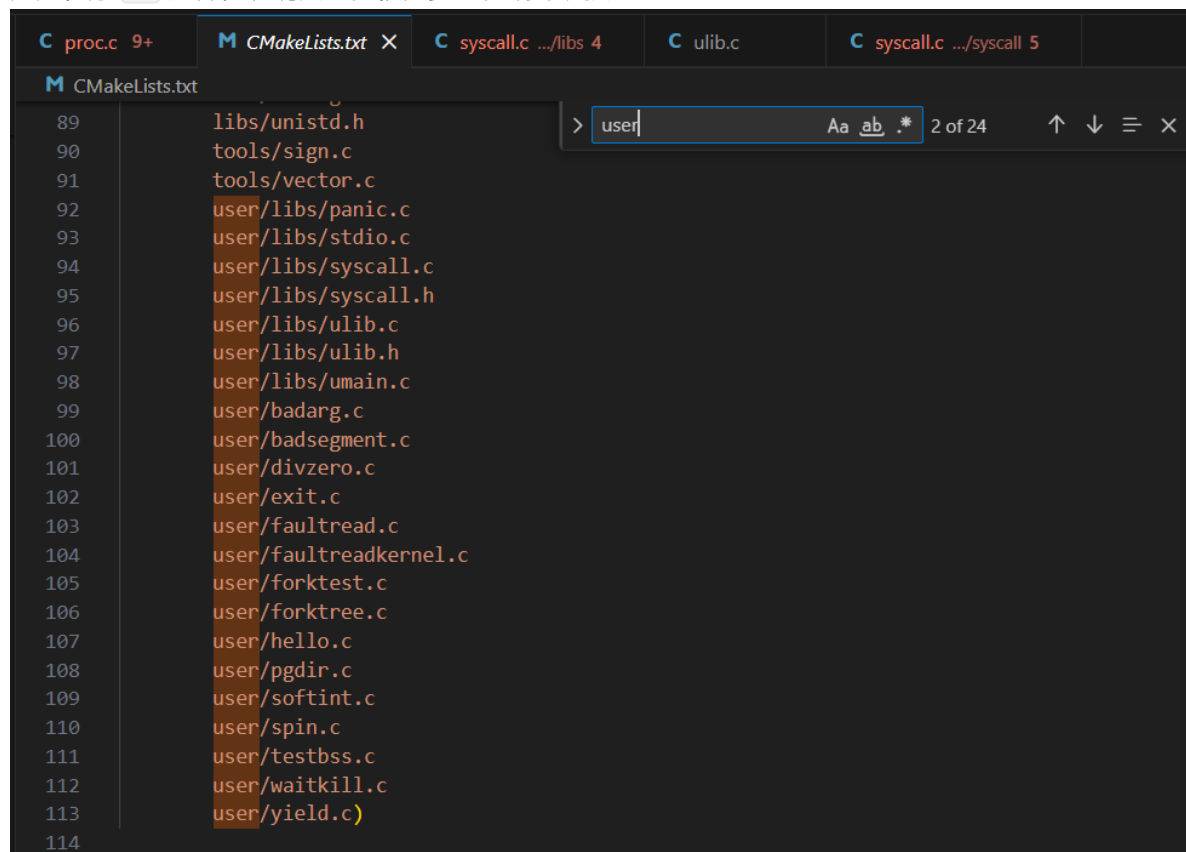 C proc.c 9+ M CMakeLists.txt × C syscall.c .../libs 4 C ulib.c C syscall.c .../syscall 5
M CMakeLists.txt
> user Aa ab .* 2 of 24 ↑ ↓ ×
89 libs/unistd.h
90 tools/sign.c
91 tools/vector.c
92 user/libs/panic.c
93 user/libs/stdio.c
94 user/libs/syscall.c
95 user/libs/syscall.h
96 user/libs/ulib.c
97 user/libs/ulib.h
98 user/libs/umain.c
99 user/badarg.c
100 user/badsegment.c
101 user/divzero.c
102 user/exit.c
103 user/faultread.c
104 user/faultreadkernel.c
105 user/forktest.c
106 user/forktree.c
107 user/hello.c
108 user/pgdir.c
109 user/softint.c
110 user/spin.c
111 user/testbss.c
112 user/waitkill.c
113 user/yield.c)
114